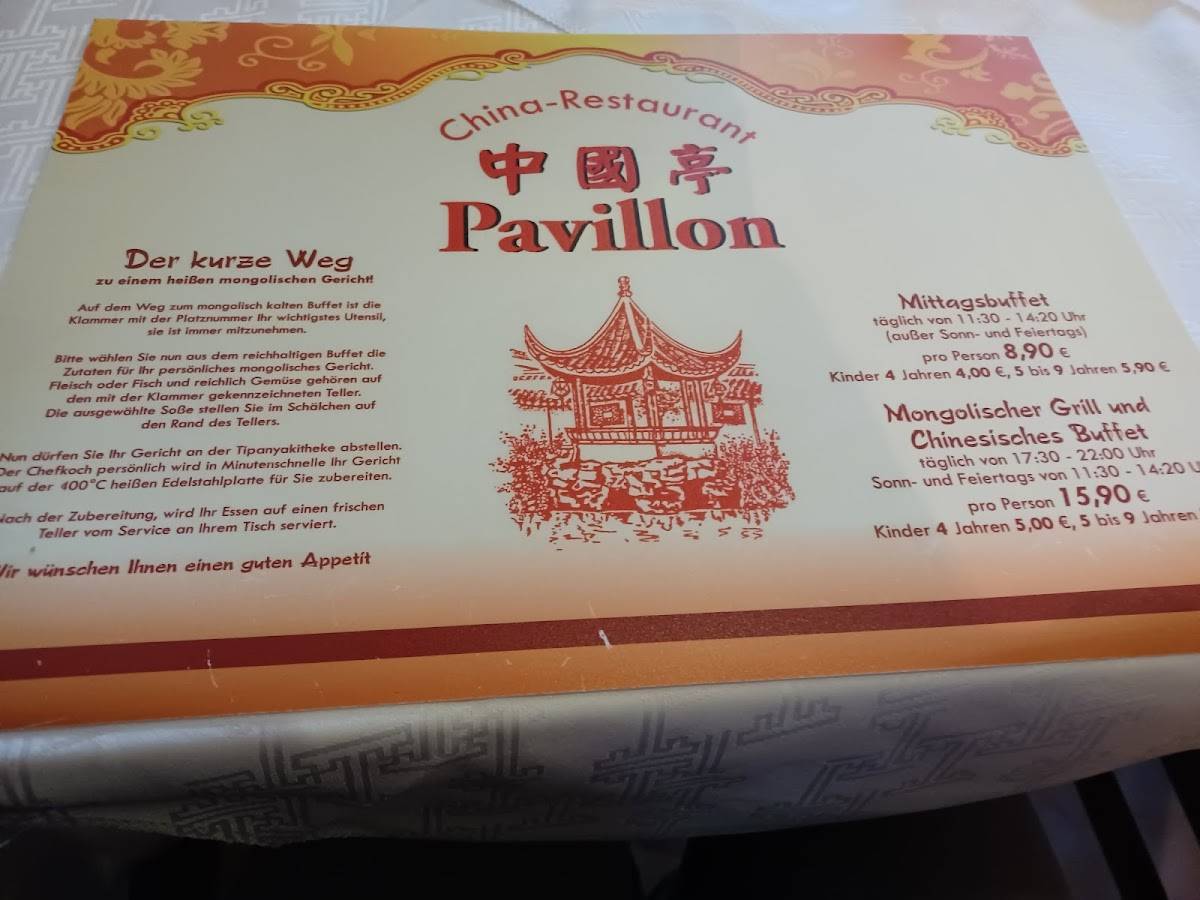 China-Restaurant
中國亭
Pavillon
Der kurze Weg
zu einem heißen mongolischen Gericht!
Auf dem Weg zum mongolisch kalten Buffet ist die
Klammer mit der Platznummer Ihr wichtigstes Utensil,
sie ist immer mitzunehmen.
Bitte wählen Sie nun aus dem reichhaltigen Buffet die
Zutaten für Ihr persönliches mongolisches Gericht.
Fleisch oder Fisch und reichlich Gemüse gehören auf
den mit der Klammer gekennzeichneten Teller.
Die ausgewählte Soße stellen Sie im Schälchen auf
den Rand des Tellers.
Nun dürfen Sie Ihr Gericht an der Tipanyakitheke abstellen.
Der Chefkoch persönlich wird in Minutenschnelle Ihr Gericht
auf der 400°C heißen Edelstahlplatte für Sie zubereiten.
Nach der Zubereitung, wird Ihr Essen auf einen frischen
Teller vom Service an Ihrem Tisch serviert.
Wir wünschen Ihnen einen guten Appetit
Mittagsbuffet
täglich von 11:30 - 14:20 Uhr
(außer Sonn- und Feiertags)
pro Person 8,90 €
Kinder 4 Jahren 4,00 €, 5 bis 9 Jahren 5,90 €
Mongolischer Grill und
Chinesisches Buffet
täglich von 17:30 - 22:00 Uhr
Sonn- und Feiertags von 11:30 - 14:20 U
pro Person 15,90 €
Kinder 4 Jahren 5,00 €, 5 bis 9 Jahren